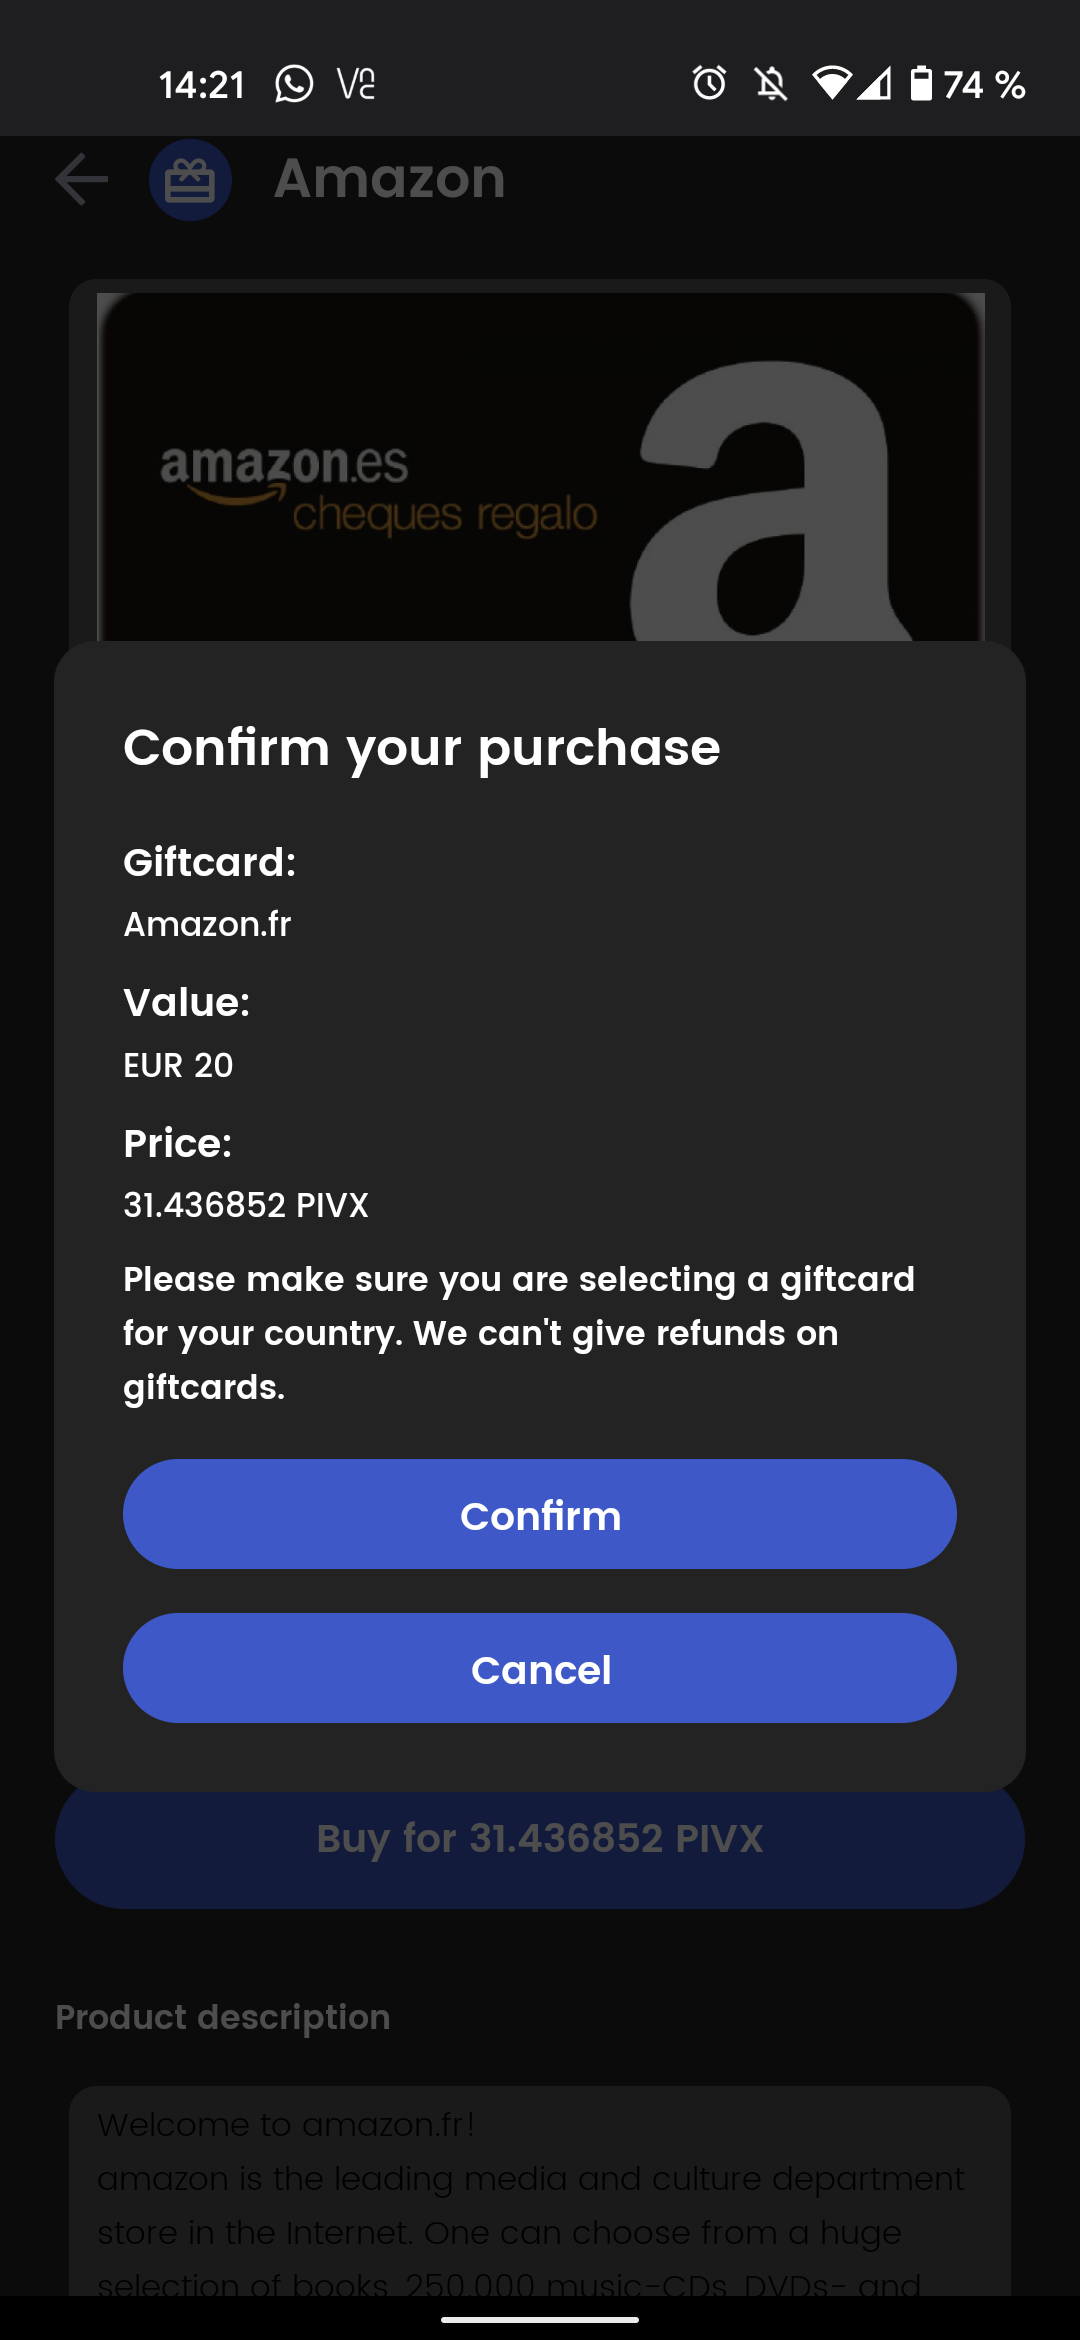 14:21
74 %
Amazon
amazon.es
cheques regalo
a
Confirm your purchase
Giftcard:
Amazon.fr
Value:
EUR 20
Price:
31.436852 PIVX
Please make sure you are selecting a giftcard
for your country. We can't give refunds on
giftcards.
Confirm
Cancel
Buy for 31.436852 PIVX
Product description
Welcome to amazon.fr!
amazon is the leading media and culture department
store in the Internet. One can choose from a huge
selection of books, 250.000 music-CDs, DVDs- and